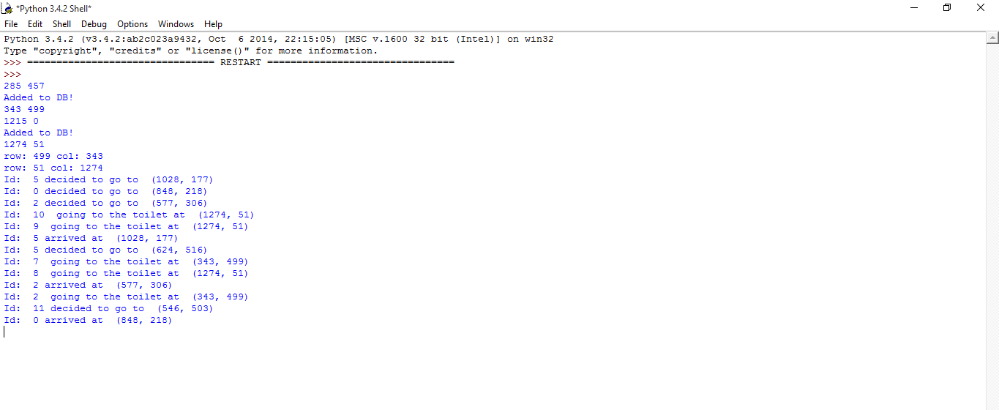 *Python 3.4.2 Shell*
File Edit Shell Debug Options Windows Help
Python 3.4.2 (v3.4.2:ab2c023a9432, Oct  6 2014, 22:15:05) [MSC v.1600 32 bit (Intel)] on win32
Type "copyright", "credits" or "license()" for more information.
>>> ================================ RESTART ================================
>>>
285 457
Added to DB!
343 499
1215 0
Added to DB!
1274 51
row: 499 col: 343
row: 51 col: 1274
Id:  5 decided to go to  (1028, 177)
Id:  0 decided to go to  (848, 218)
Id:  2 decided to go to  (577, 306)
Id:  10  going to the toilet at  (1274, 51)
Id:  9  going to the toilet at  (1274, 51)
Id:  5 arrived at  (1028, 177)
Id:  5 decided to go to  (624, 516)
Id:  7  going to the toilet at  (343, 499)
Id:  8  going to the toilet at  (1274, 51)
Id:  2 arrived at  (577, 306)
Id:  2  going to the toilet at  (343, 499)
Id:  11 decided to go to  (546, 503)
Id:  0 arrived at  (848, 218)